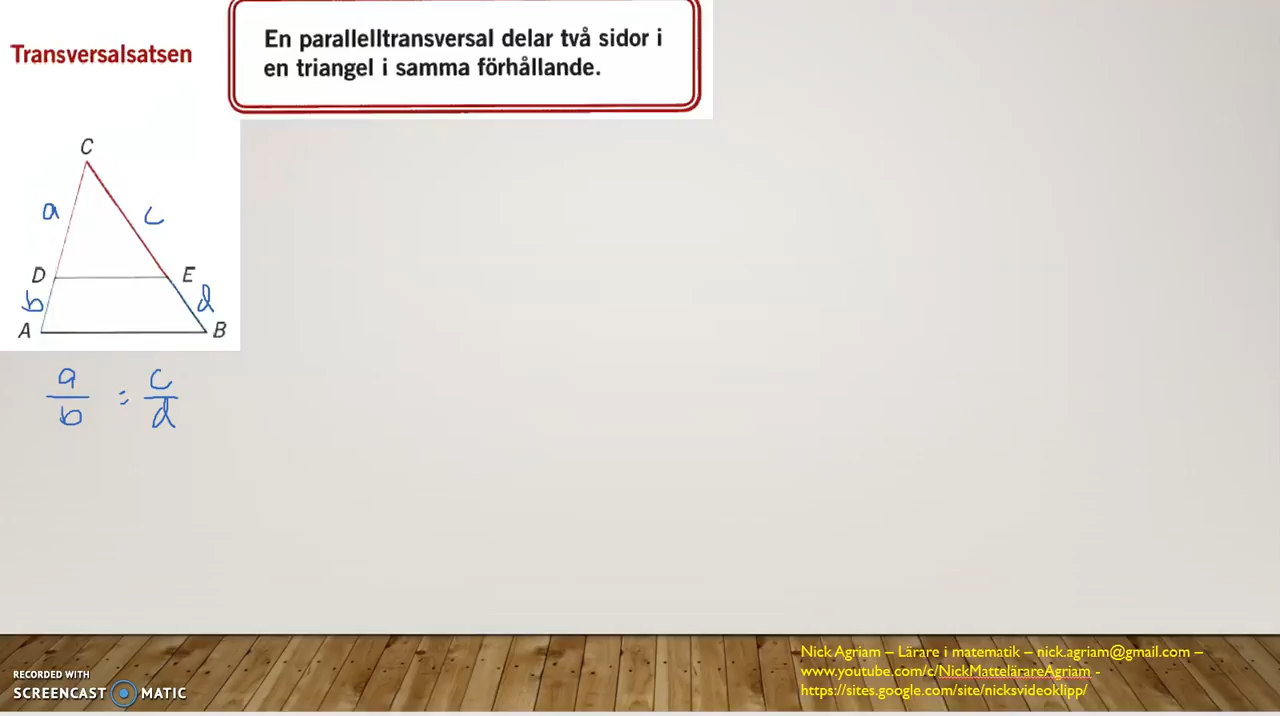 Transversalsatsen
En parallelltransversal delar två sidor i
en triangel i samma förhållande.
C
a
c
D
E
b
d
A
B
a/b = c/d
Nick Agriam – Lärare i matematik – nick.agriam@gmail.com –
www.youtube.com/c/NickMattelärareAgriam -
https://sites.google.com/site/nicksvideoklipp/
RECORDED WITH
SCREENCAST MATIC